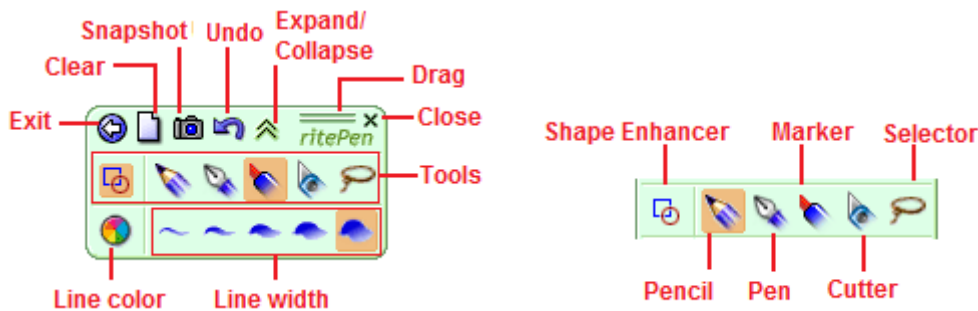 Snapshot
Undo
Expand/
Collapse
Clear
Drag
Exit
Close
ritePen
Tools
Line color
Line width
Shape Enhancer
Marker
Selector
Pencil
Pen
Cutter